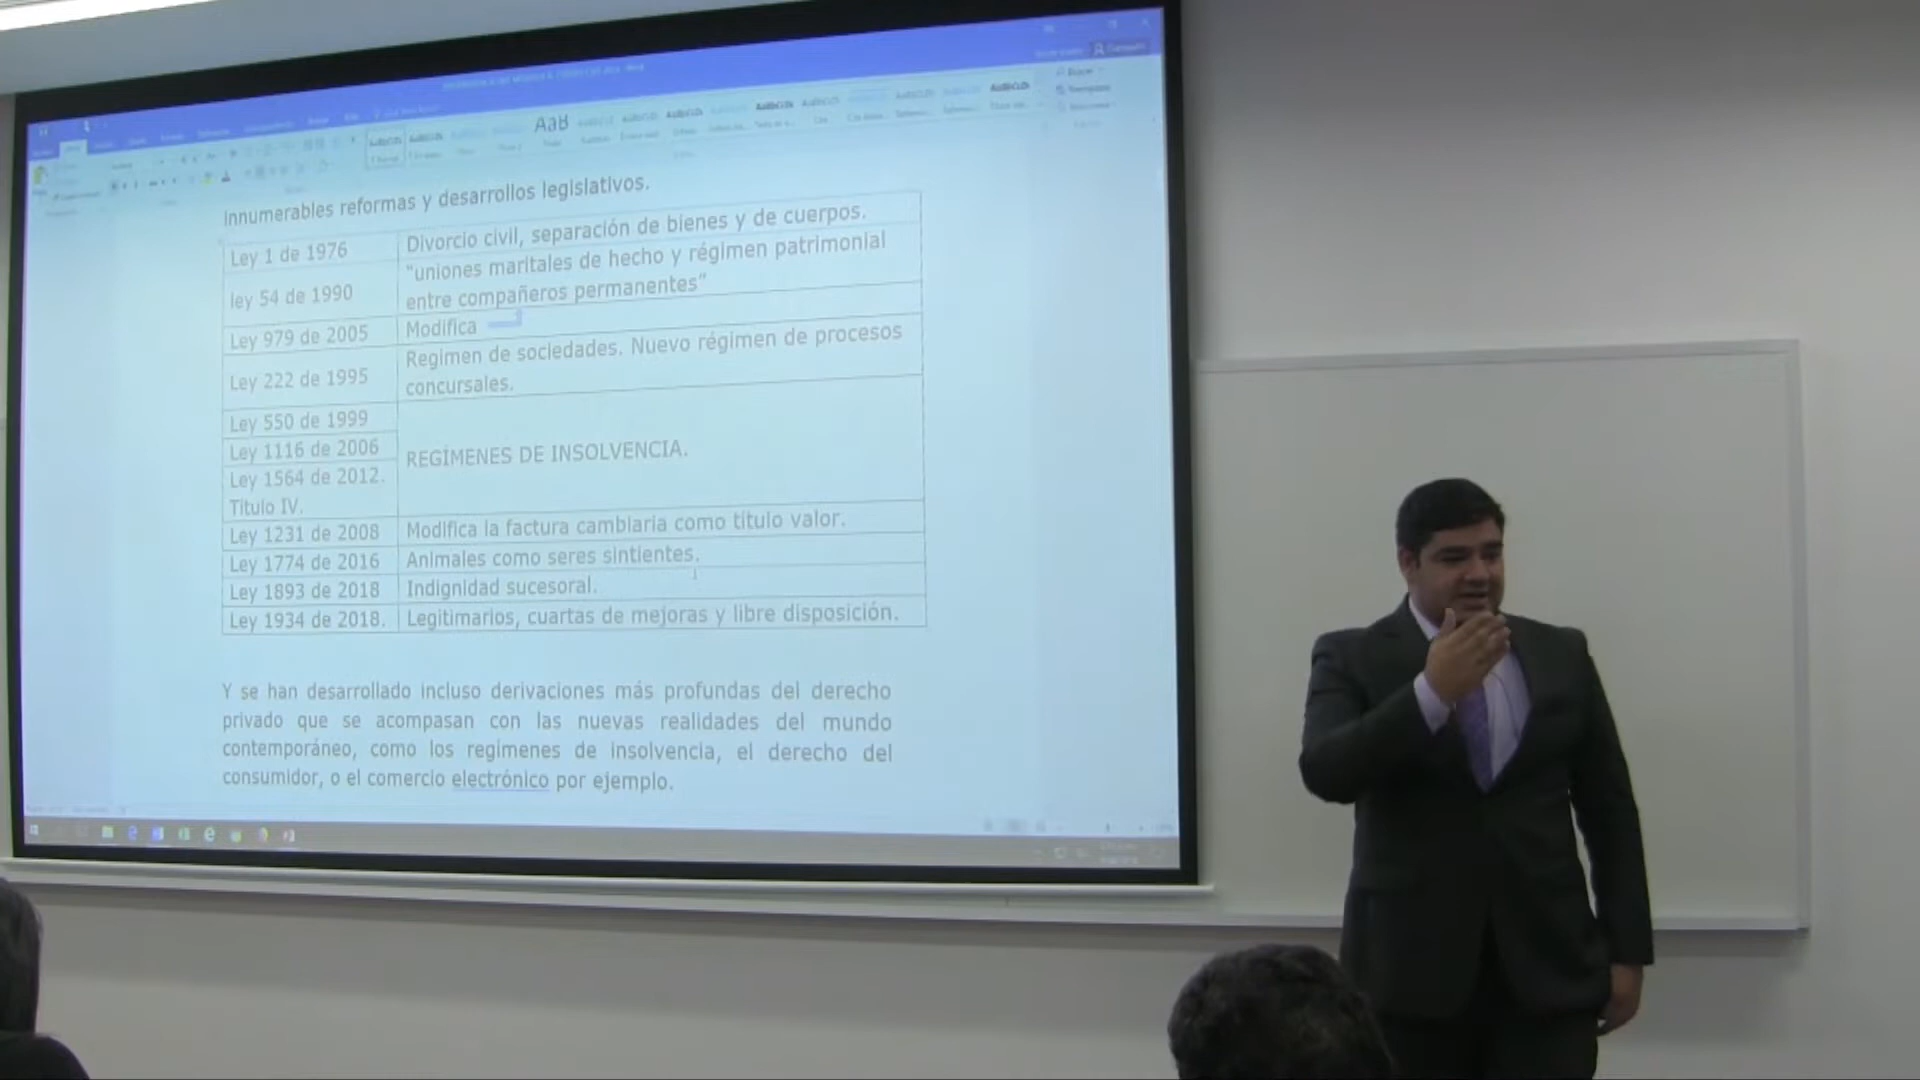 innumerables reformas y desarrollos legislativos.
Ley 1 de 1976
Divorcio civil, separación de bienes y de cuerpos.
ley 54 de 1990
"uniones maritales de hecho y régimen patrimonial
entre compañeros permanentes"
Ley 979 de 2005
Modifica
Ley 222 de 1995
Regimen de sociedades. Nuevo régimen de procesos
concursales.
Ley 550 de 1999
Ley 1116 de 2006
Ley 1564 de 2012.
Titulo IV.
REGÍMENES DE INSOLVENCIA.
Ley 1231 de 2008
Modifica la factura cambiaria como titulo valor.
Ley 1774 de 2016
Animales como seres sintientes.
Ley 1893 de 2018
Indignidad sucesoral.
Ley 1934 de 2018.
Legitimarios, cuartas de mejoras y libre disposición.
Y se han desarrollado incluso derivaciones más profundas del derecho
privado que se acompasan con las nuevas realidades del mundo
contemporáneo, como los regimenes de insolvencia, el derecho del
consumidor, o el comercio electrónico por ejemplo.